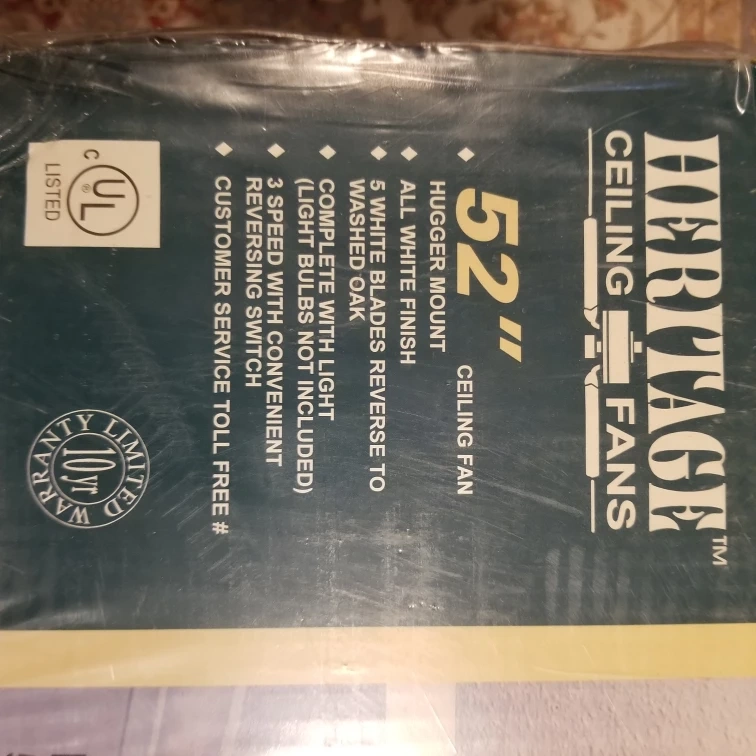 HERITAGE™
CEILING FANS
◆ 52" CEILING FAN
HUGGER MOUNT
◆ ALL WHITE FINISH
◆ 5 WHITE BLADES REVERSE TO
WASHED OAK
◆ COMPLETE WITH LIGHT
(LIGHT BULBS NOT INCLUDED)
◆ 3 SPEED WITH CONVENIENT
REVERSING SWITCH
◆ CUSTOMER SERVICE TOLL FREE #
C UL ®
LISTED
10 yr
LIMITED WARRANTY